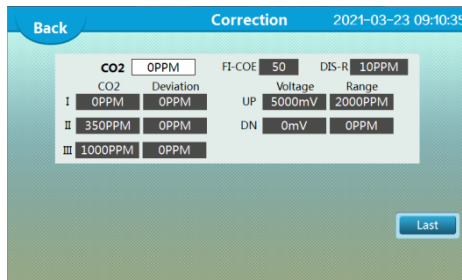 Back Correction 2021-03-23 09:10:35
CO2 0PPM FI-COE 50 DIS-R 10PPM
CO2 Deviation Voltage Range
I 0PPM 0PPM UP 5000mV 2000PPM
II 350PPM 0PPM DN 0mV 0PPM
III 1000PPM 0PPM
Last